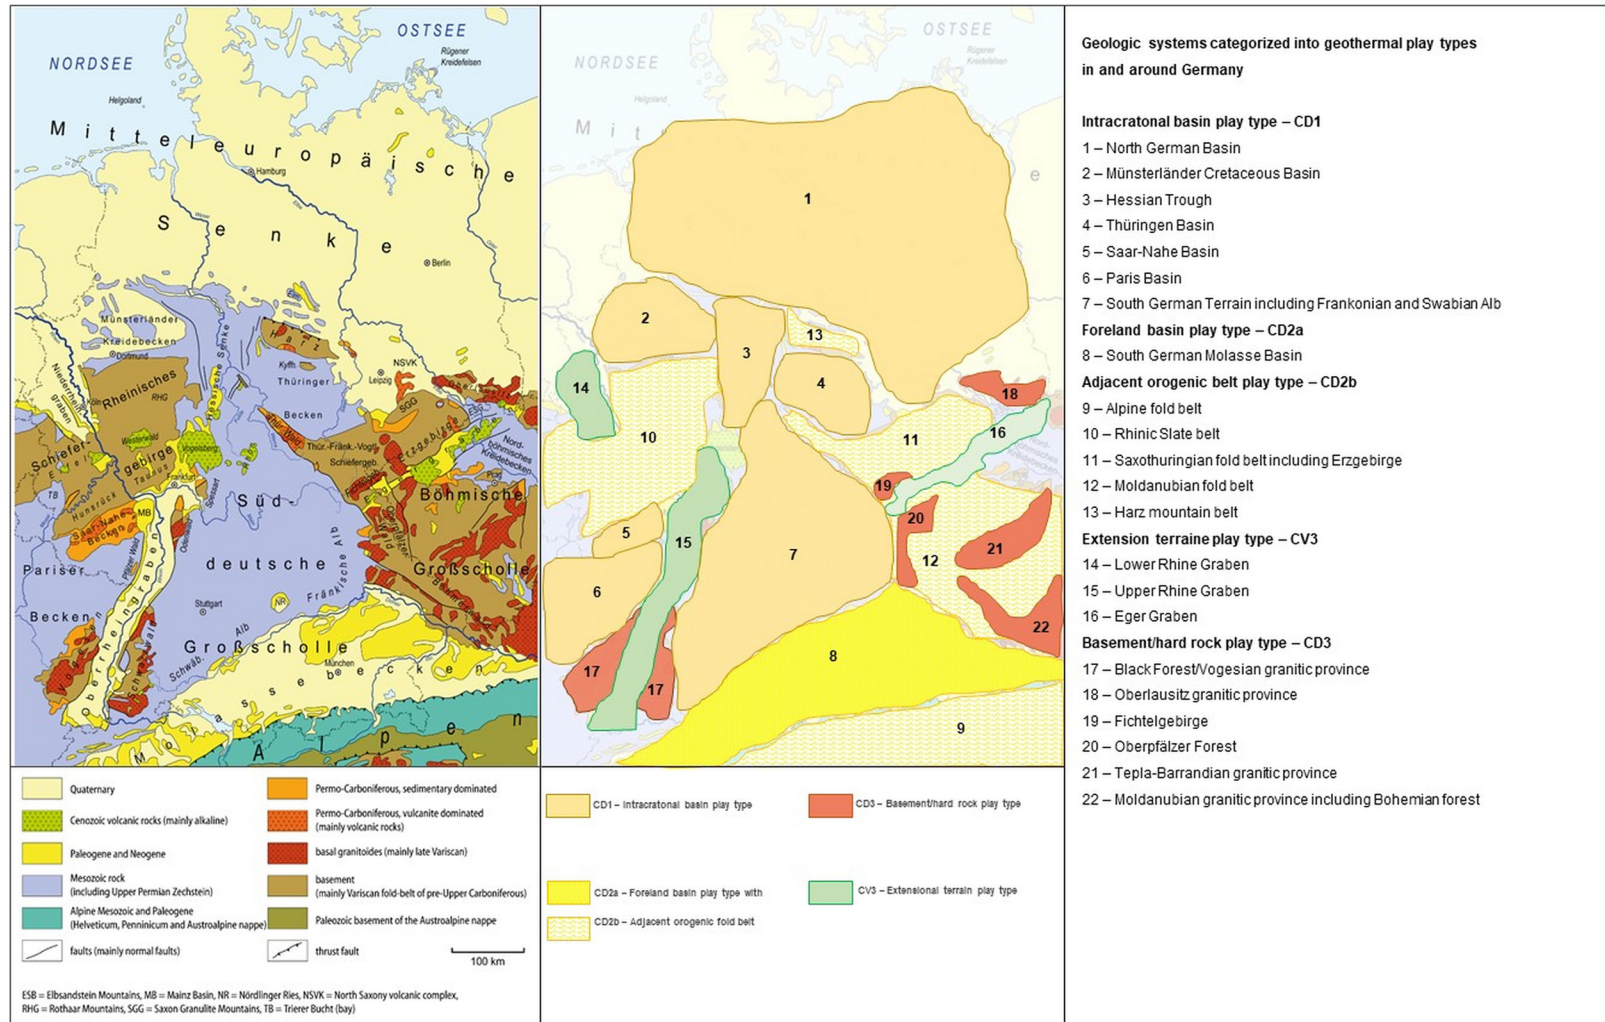 NORDSEE
OSTSEE
Rügener
Kreidefelsen
Helgoland
Mitteleuropäische
Hamburg
Senke
Berlin
Münsterländer
Kreidebecken
Dortmund
Hessische Senke
Harz
Kyffh.
Thüringer
Becken
NSVK
Leipzig
SGG
ESG
Niederrhein.
graben
Köln
Rheinisches
RHG
Schiefer-
gebirge
Westerwald
Vogelsberg
Taunus
Frankfurt
Spessart
Hunsrück
TB
Thür. Wald
Thür.-Fränk.-Vogtl.
Schiefergeb.
Erzgebirge
Nord-
böhmisches
Kreidebecken
Böhmische
Großscholle
Saar-Nahe-
Becken
MB
Odenwald
Pfälzer Wald
Pariser
Becken
Oberrheingraben
Schwarzwald
Süd-
deutsche
Großscholle
Stuttgart
NR
Fränkische Alb
Schwäb.
Alb
München
Molassebecken
Alpen
Quaternary
Cenozoic volcanic rocks (mainly alkaline)
Paleogene and Neogene
Mesozoic rock
(including Upper Permian Zechstein)
Alpine Mesozoic and Paleogene
(Helveticum, Penninicum and Austroalpine nappe)
faults (mainly normal faults)
Permo-Carboniferous, sedimentary dominated
Permo-Carboniferous, vulcanite dominated
(mainly volcanic rocks)
basal granitoides (mainly late Variscan)
basement
(mainly Variscan fold-belt of pre-Upper Carboniferous)
Paleozoic basement of the Austroalpine nappe
thrust fault
100 km
ESB = Elbsandstein Mountains, MB = Mainz Basin, NR = Nördlinger Ries, NSVK = North Saxony volcanic complex,
RHG = Rothaar Mountains, SGG = Saxon Granulite Mountains, TB = Trierer Bucht (bay)
NORDSEE
OSTSEE
Rügener
Kreidefelsen
Helgoland
Mit
e
1
2
3
13
4
14
18
10
11
16
19
20
5
15
7
12
21
6
22
8
17
17
9
CD1 – Intracratonal basin play type
CD3 – Basement/hard rock play type
CD2a – Foreland basin play type with
CV3 – Extensional terrain play type
CD2b – Adjacent orogenic fold belt
Geologic systems categorized into geothermal play types
in and around Germany
Intracratonal basin play type – CD1
1 – North German Basin
2 – Münsterländer Cretaceous Basin
3 – Hessian Trough
4 – Thüringen Basin
5 – Saar-Nahe Basin
6 – Paris Basin
7 – South German Terrain including Frankonian and Swabian Alb
Foreland basin play type – CD2a
8 – South German Molasse Basin
Adjacent orogenic belt play type – CD2b
9 – Alpine fold belt
10 – Rhinic Slate belt
11 – Saxothuringian fold belt including Erzgebirge
12 – Moldanubian fold belt
13 – Harz mountain belt
Extension terraine play type – CV3
14 – Lower Rhine Graben
15 – Upper Rhine Graben
16 – Eger Graben
Basement/hard rock play type – CD3
17 – Black Forest/Vogesian granitic province
18 – Oberlausitz granitic province
19 – Fichtelgebirge
20 – Oberpfälzer Forest
21 – Tepla-Barrandian granitic province
22 – Moldanubian granitic province including Bohemian forest